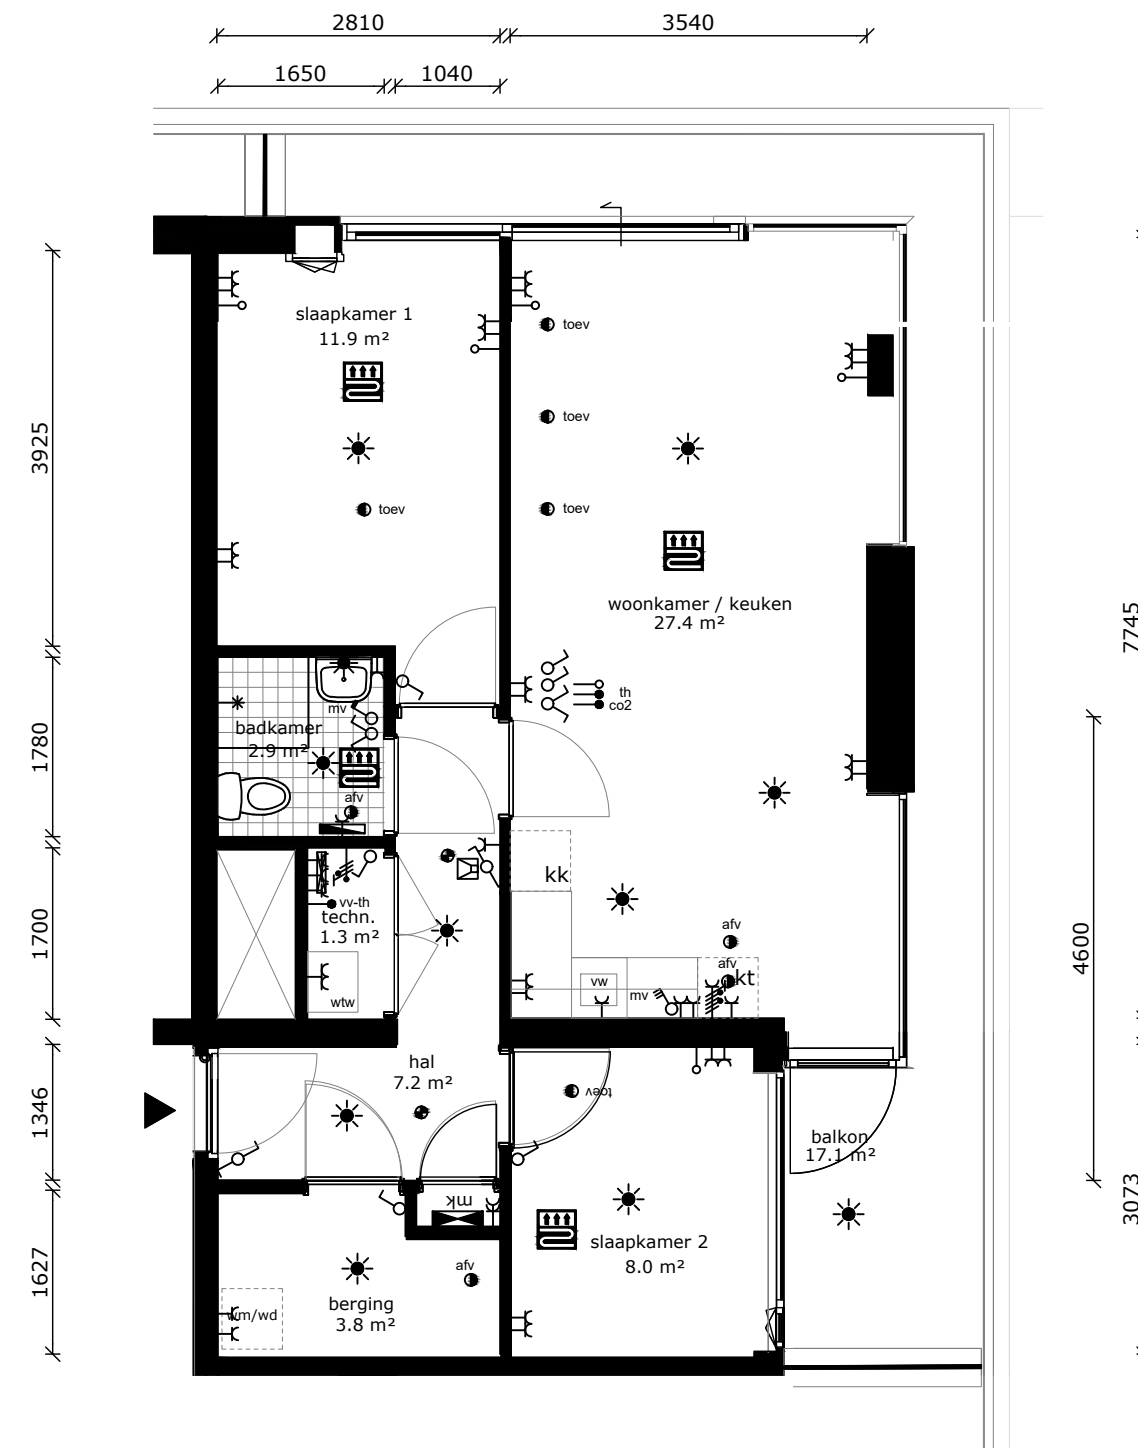 2810
3540
1650
1040
slaapkamer 1
11.9 m²
toev
toev
toev
toev
3925
woonkamer / keuken
27.4 m²
7745
th
co2
mv
badkamer
2.9 m²
1780
afv
kk
vv-th
techn.
1.3 m²
1700
afv
afv
kt
4600
vw
mv
wtw
hal
7.2 m²
toev
1346
balkon
17.1 m²
mk
3073
slaapkamer 2
8.0 m²
afv
1627
berging
3.8 m²
wm/wd